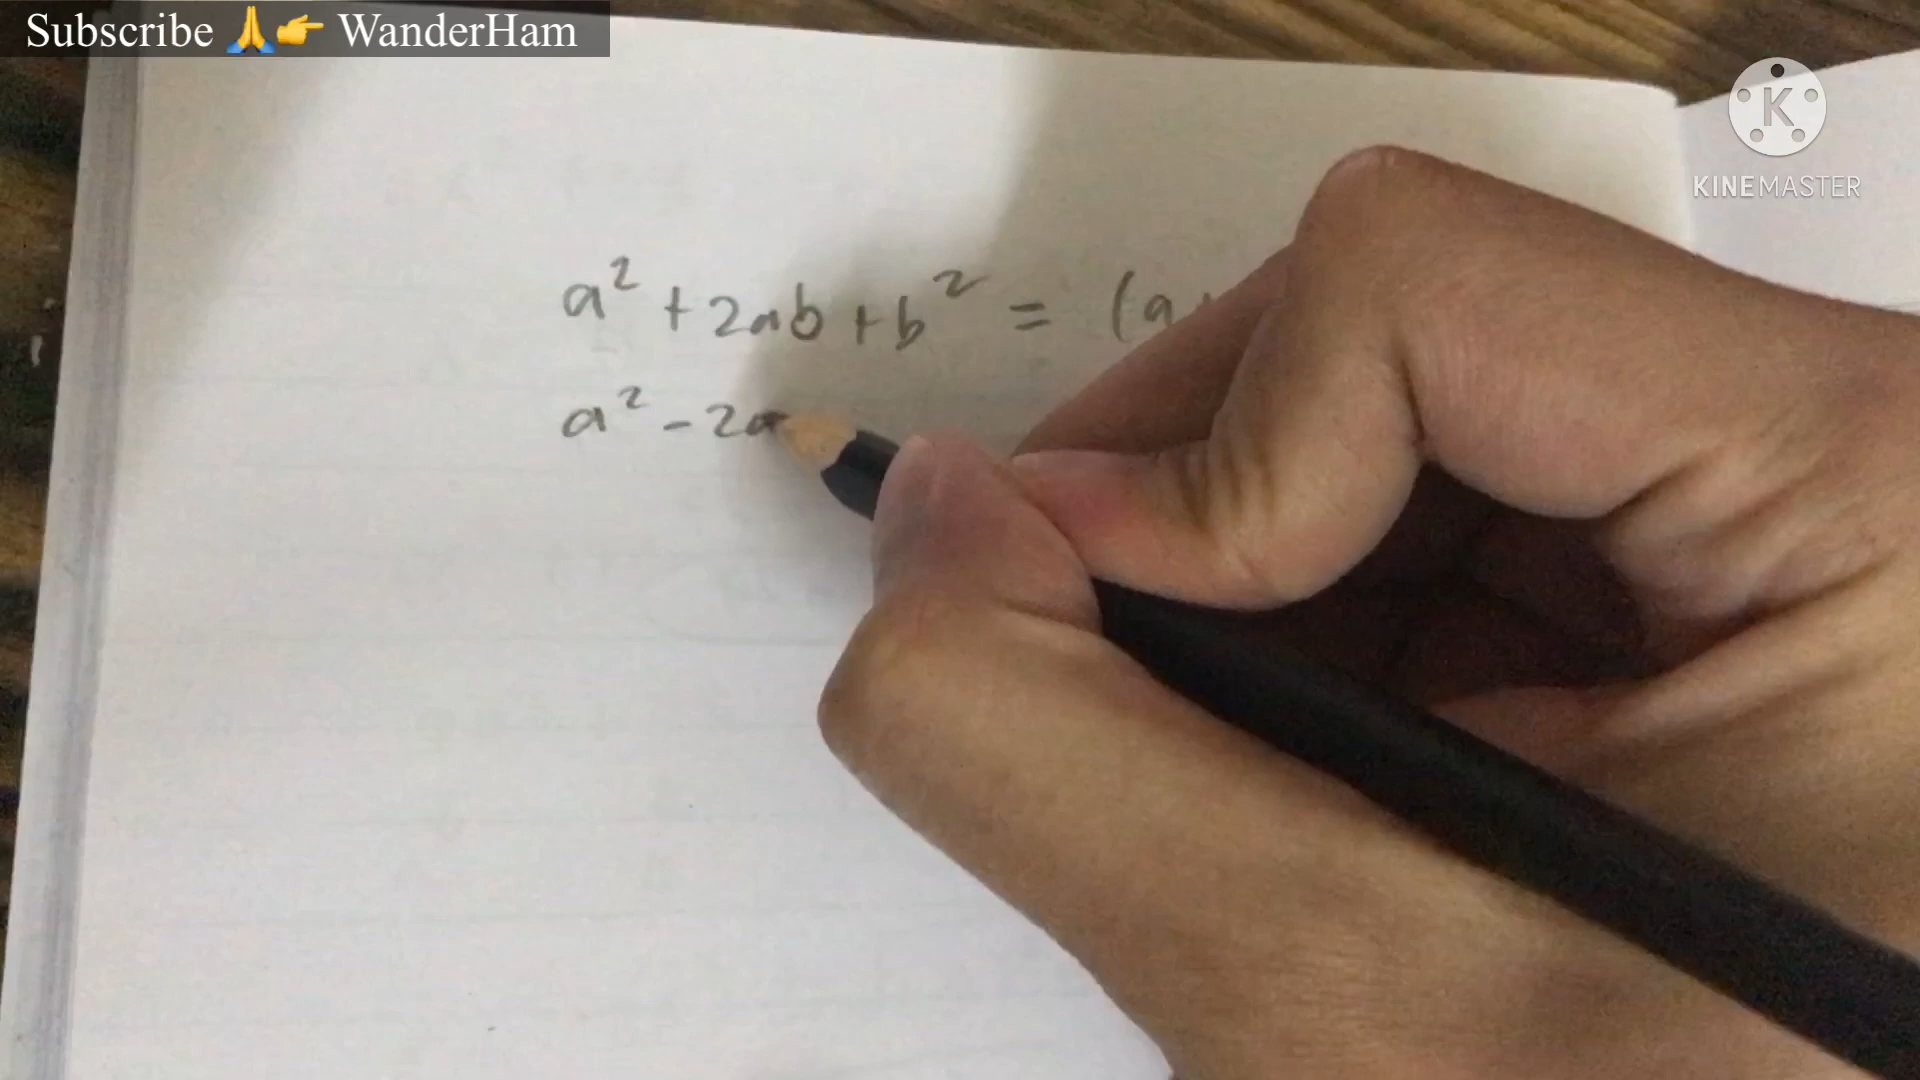 Subscribe 🙏👉 WanderHam
KINEMASTER
a² + 2ab + b² = (a +
a² - 2a